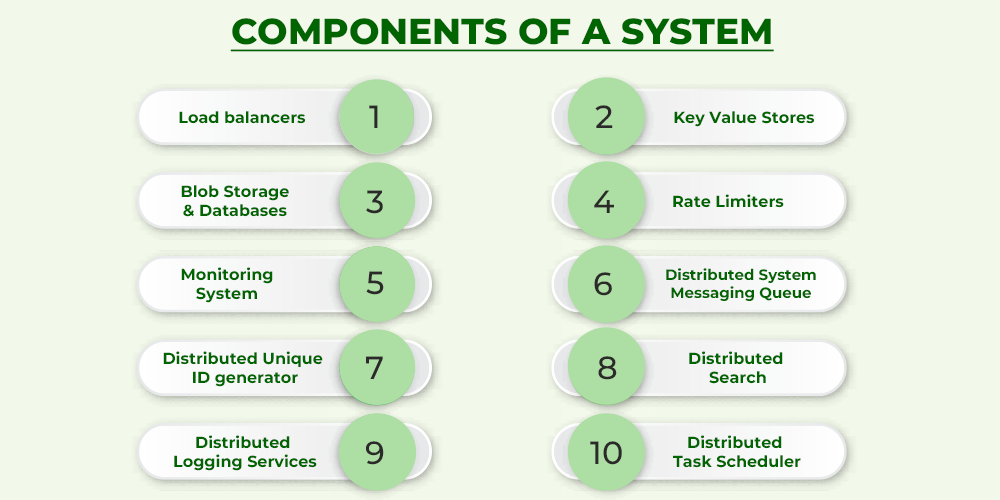 COMPONENTS OF A SYSTEM
Load balancers
1
2
Key Value Stores
Blob Storage
& Databases
3
4
Rate Limiters
Monitoring
System
5
6
Distributed System
Messaging Queue
Distributed Unique
ID generator
7
8
Distributed
Search
Distributed
Logging Services
9
10
Distributed
Task Scheduler